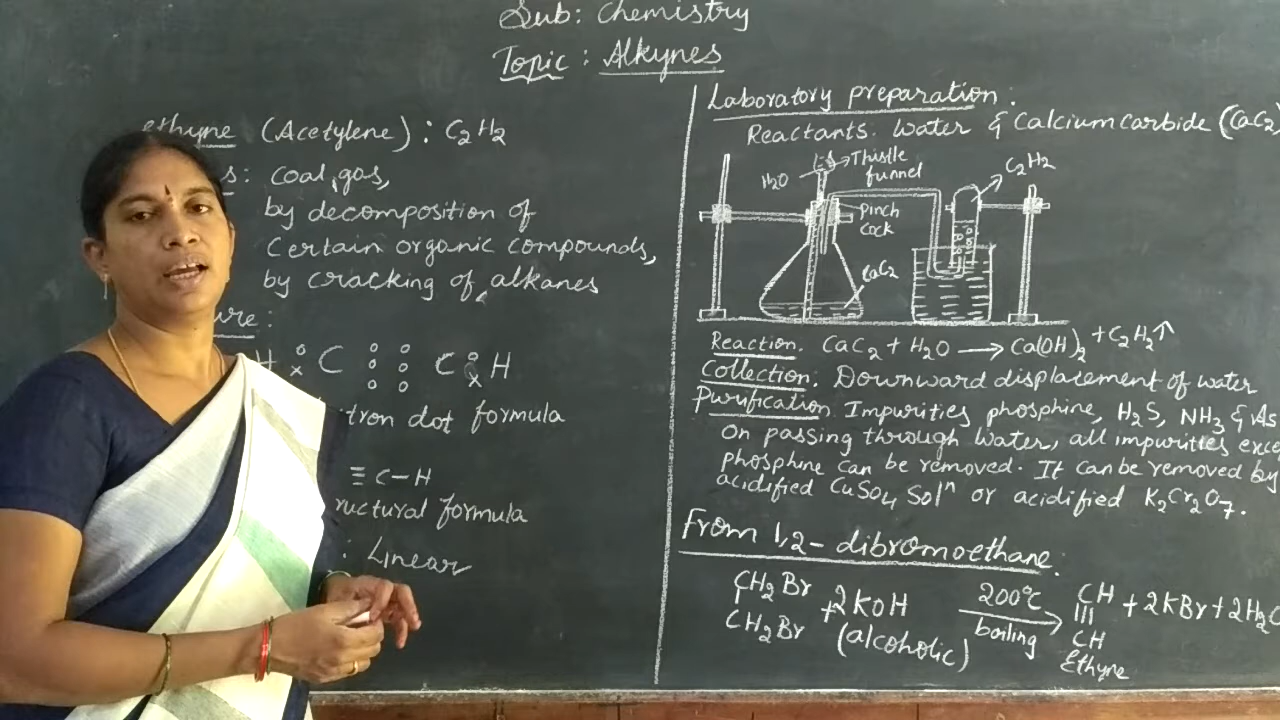 Sub: Chemistry
Topic: Alkynes
ethyne (Acetylene) : C2H2
s: coal, gas,
by decomposition of
Certain organic compounds,
by cracking of alkanes
ure:
H C C H
tron dot formula
≡ C–H
ructural formula
: Linear
Laboratory preparation:
Reactants. Water & Calcium carbide (CaC2)
H2O
Thistle
funnel
C2H2
Pinch
Cock
CaC2
Reaction. CaC2 + H2O → Ca(OH)2 + C2H2↑
Collection. Downward displacement of water
Purification. Impurities phosphine, H2S, NH3 & As
On passing through water, all impurities exce
phosphine can be removed. It can be removed by
acidified CuSO4 Solⁿ or acidified K2Cr2O7.
From 1,2-dibromoethane:
CH2Br
CH2Br
+2KOH
(alcoholic)
200°C
boiling
CH
≡
CH
+ 2KBr + 2H2O
Ethyne